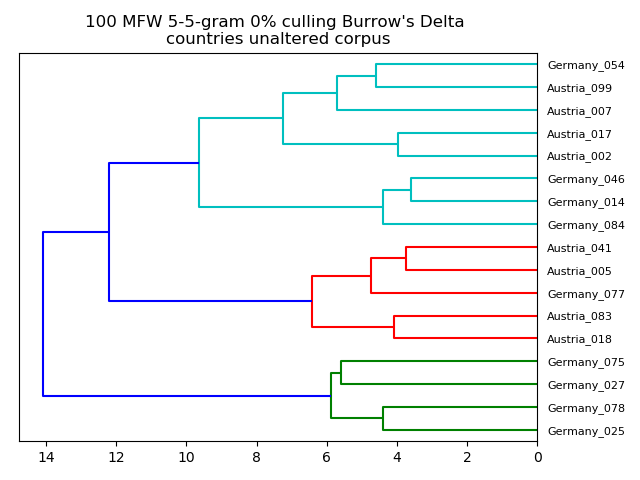 100 MFW 5-5-gram 0% culling Burrow's Delta
countries unaltered corpus
Germany_054
Austria_099
Austria_007
Austria_017
Austria_002
Germany_046
Germany_014
Germany_084
Austria_041
Austria_005
Germany_077
Austria_083
Austria_018
Germany_075
Germany_027
Germany_078
Germany_025
14 12 10 8 6 4 2 0